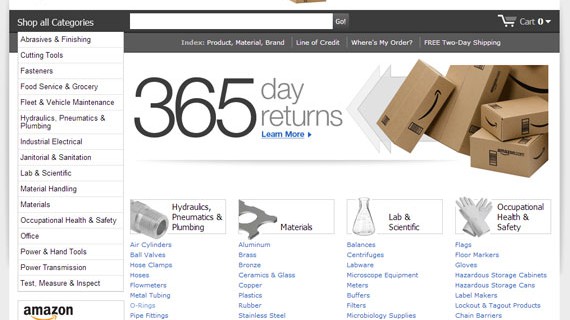 Shop all Categories
Go!
Cart 0
Index: Product, Material, Brand
Line of Credit
Where's My Order?
FREE Two-Day Shipping
Abrasives & Finishing
Cutting Tools
Fasteners
Food Service & Grocery
Fleet & Vehicle Maintenance
Hydraulics, Pneumatics &
Plumbing
Industrial Electrical
Janitorial & Sanitation
Lab & Scientific
Material Handling
Materials
Occupational Health & Safety
Office
Power & Hand Tools
Power Transmission
Test, Measure & Inspect
amazon
365 day
returns
Learn More
Hydraulics,
Pneumatics &
Plumbing
Air Cylinders
Ball Valves
Hose Clamps
Hoses
Flowmeters
Metal Tubing
O-Rings
Pipe Fittings
Materials
Aluminum
Brass
Bronze
Ceramics & Glass
Copper
Plastics
Rubber
Stainless Steel
Lab &
Scientific
Balances
Centrifuges
Labware
Microscope Equipment
Meters
Buffers
Filters
Microbiology Supplies
Occupational
Health &
Safety
Flags
Floor Markers
Gloves
Hazardous Storage Cabinets
Hazardous Storage Cans
Label Makers
Lockout & Tagout Products
Chain Barriers